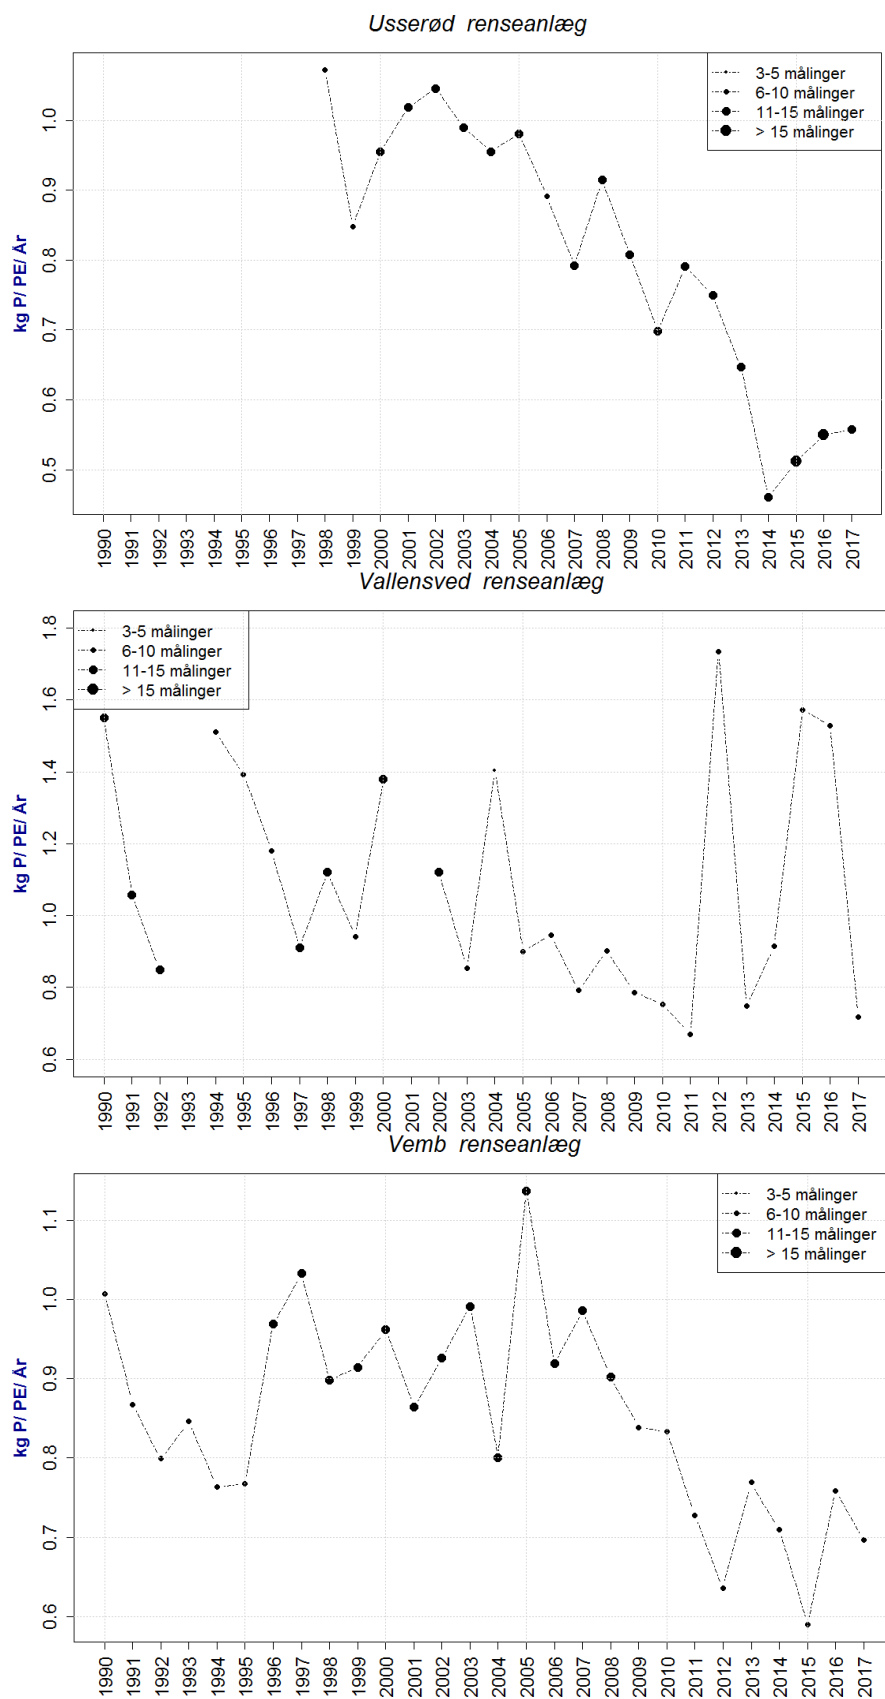 Usserød renseanlæg
3-5 målinger
6-10 målinger
11-15 målinger
> 15 målinger
kg P/ PE/ År
1.0
0.9
0.8
0.7
0.6
0.5
1990 1991 1992 1993 1994 1995 1996 1997 1998 1999 2000 2001 2002 2003 2004 2005 2006 2007 2008 2009 2010 2011 2012 2013 2014 2015 2016 2017
Vallensved renseanlæg
3-5 målinger
6-10 målinger
11-15 målinger
> 15 målinger
kg P/ PE/ År
1.8
1.6
1.4
1.2
1.0
0.8
0.6
1990 1991 1992 1993 1994 1995 1996 1997 1998 1999 2000 2001 2002 2003 2004 2005 2006 2007 2008 2009 2010 2011 2012 2013 2014 2015 2016 2017
Vemb renseanlæg
3-5 målinger
6-10 målinger
11-15 målinger
> 15 målinger
kg P/ PE/ År
1.1
1.0
0.9
0.8
0.7
0.6
1990 1991 1992 1993 1994 1995 1996 1997 1998 1999 2000 2001 2002 2003 2004 2005 2006 2007 2008 2009 2010 2011 2012 2013 2014 2015 2016 2017